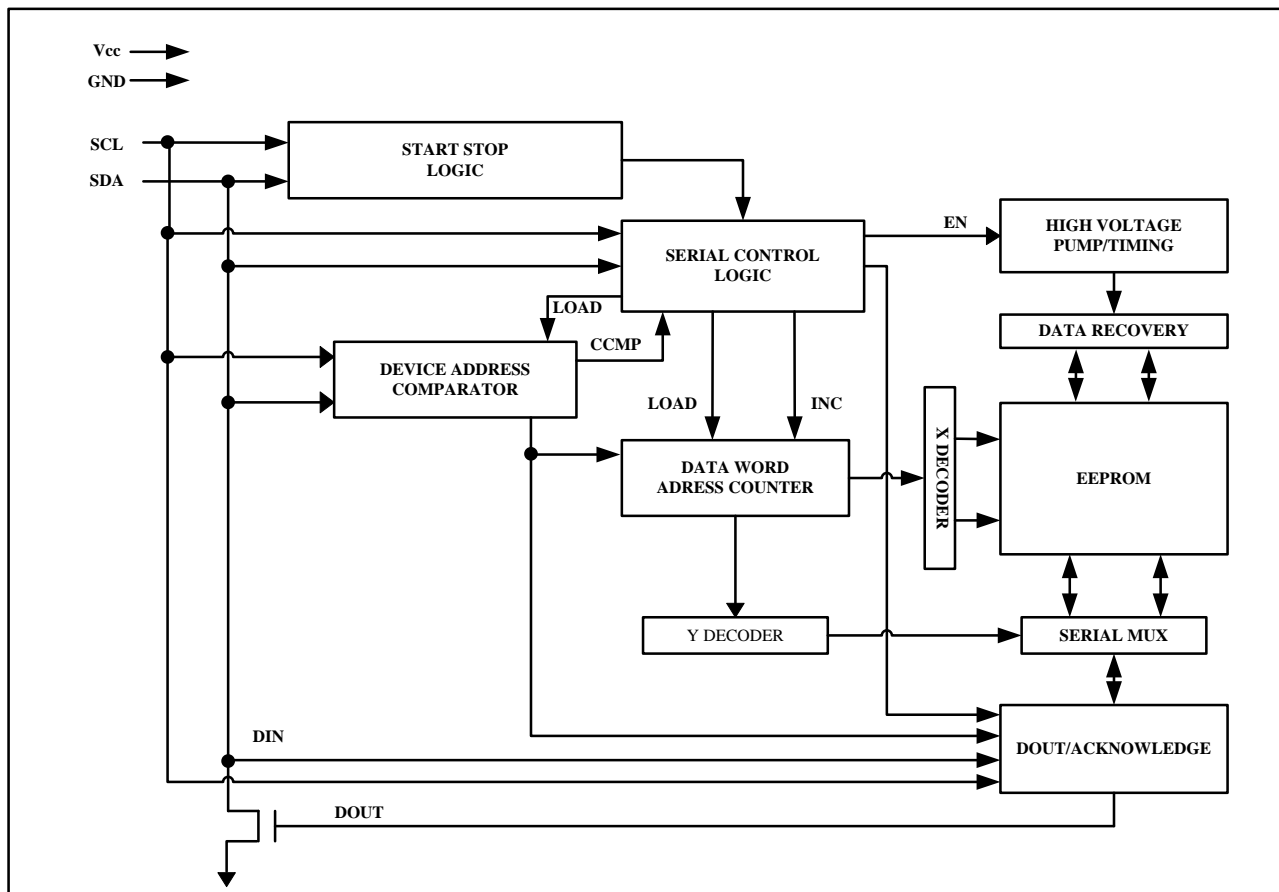 Vcc
GND
SCL
SDA
START STOP
LOGIC
EN
HIGH VOLTAGE
PUMP/TIMING
SERIAL CONTROL
LOGIC
LOAD
CCMP
DATA RECOVERY
DEVICE ADDRESS
COMPARATOR
LOAD
INC
X DECODER
EEPROM
DATA WORD
ADRESS COUNTER
Y DECODER
SERIAL MUX
DIN
DOUT/ACKNOWLEDGE
DOUT